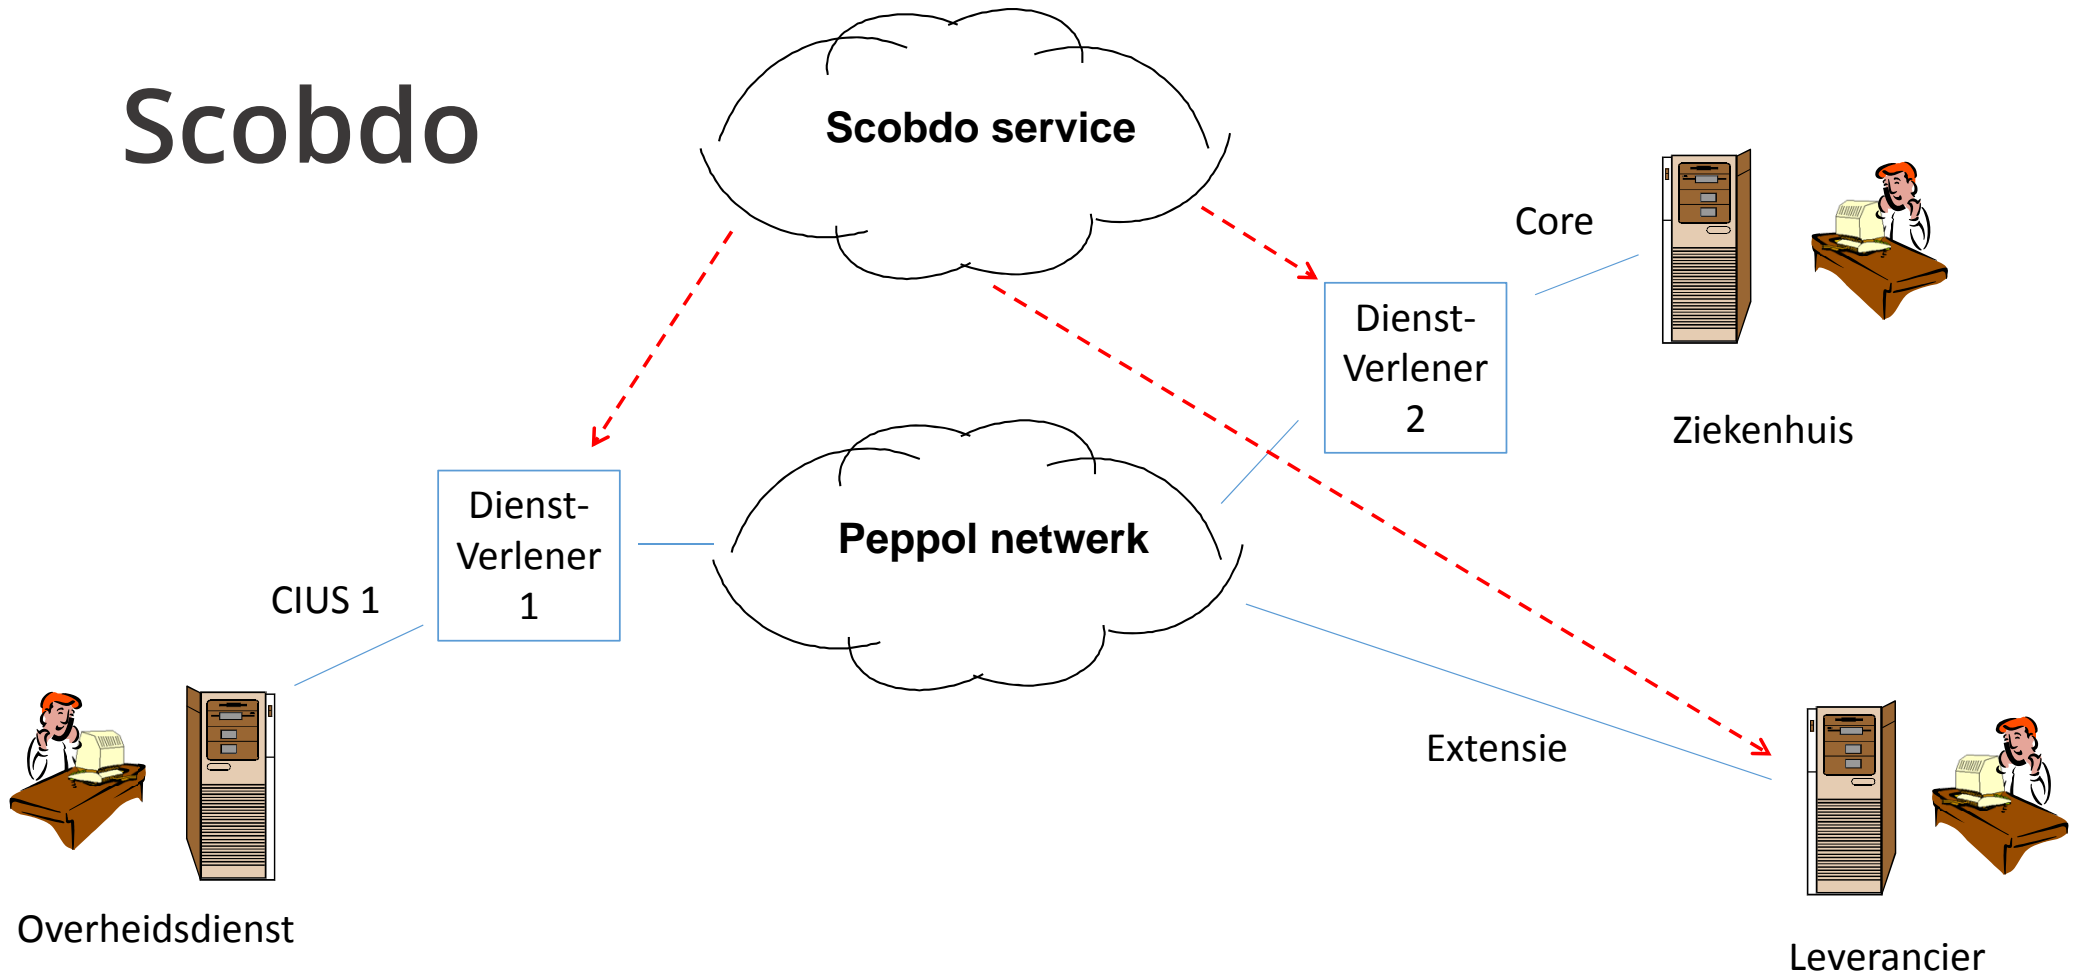 Scobdo
Scobdo service
Core
Dienst-
Verlener
2
Ziekenhuis
Dienst-
Verlener
1
Peppol netwerk
CIUS 1
Extensie
Overheidsdienst
Leverancier